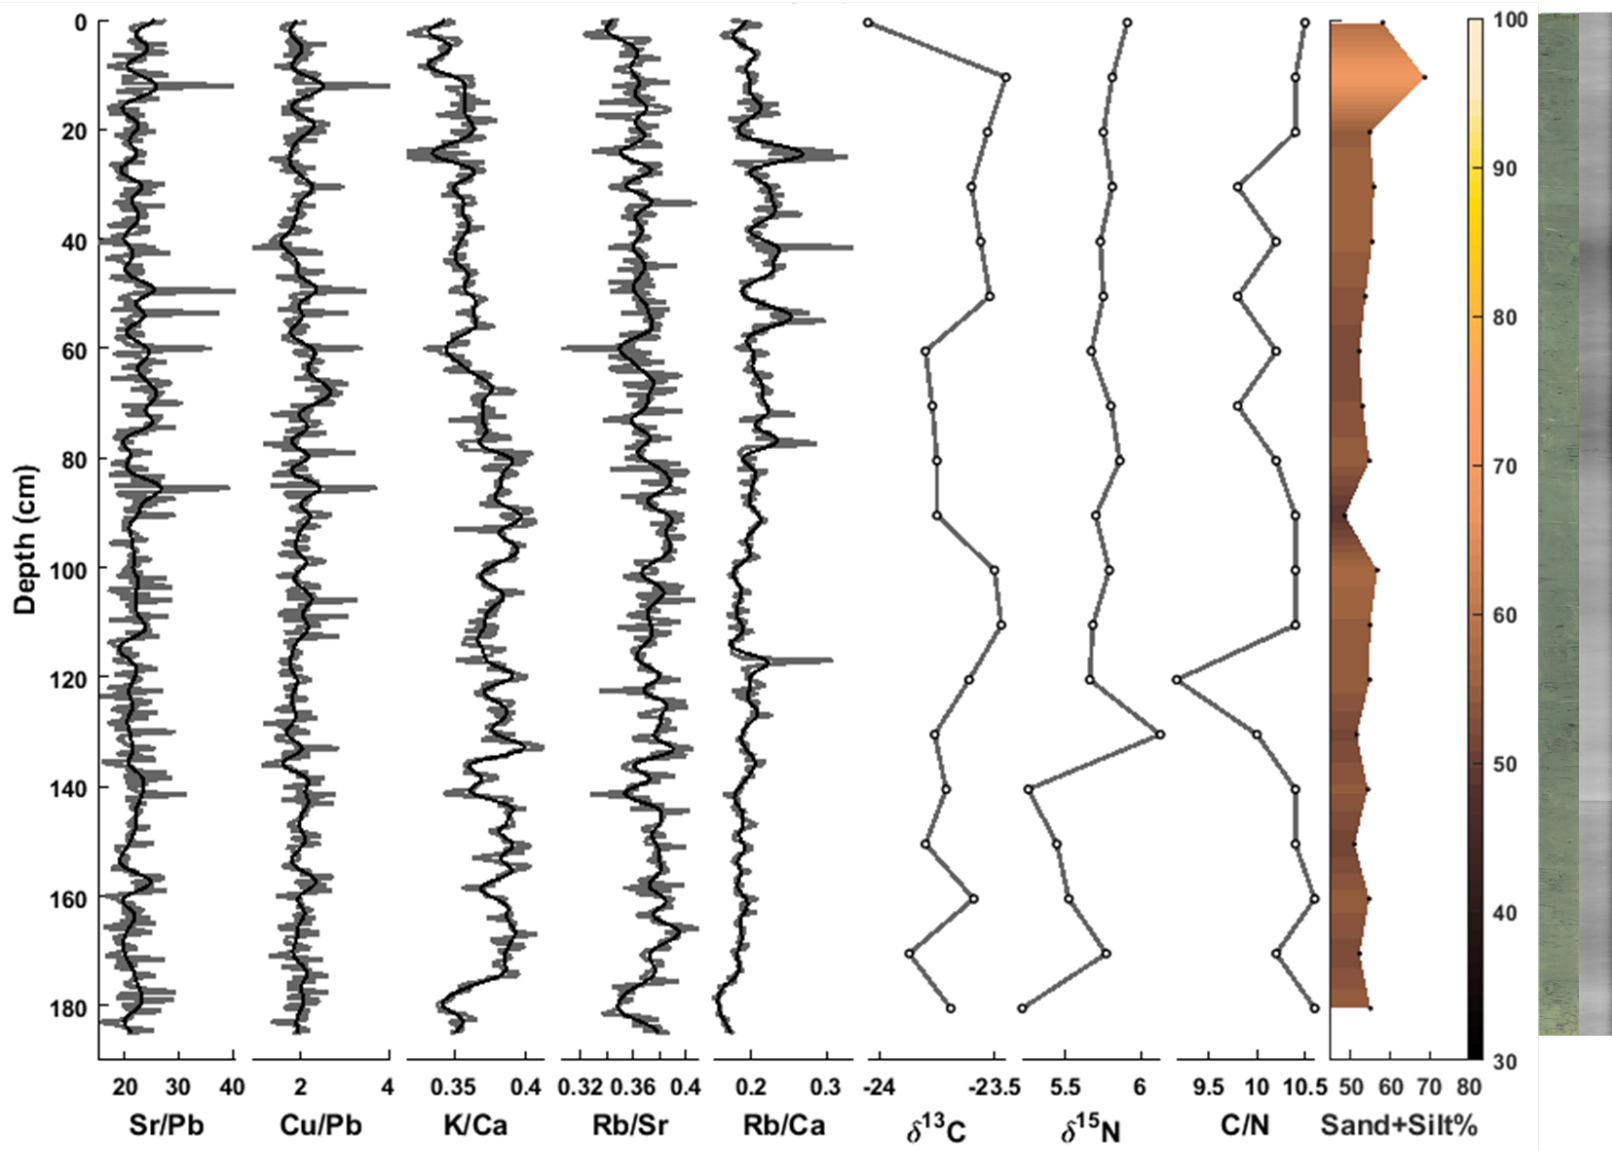 0
20
40
60
80
100
120
140
160
180
Depth (cm)
20 30 40
Sr/Pb
2 4
Cu/Pb
0.35 0.4
K/Ca
0.32 0.36 0.4
Rb/Sr
0.2 0.3
Rb/Ca
-24 -23.5
δ¹³C
5.5 6
δ¹⁵N
9.5 10 10.5
C/N
50 60 70 80
Sand+Silt%
100
90
80
70
60
50
40
30